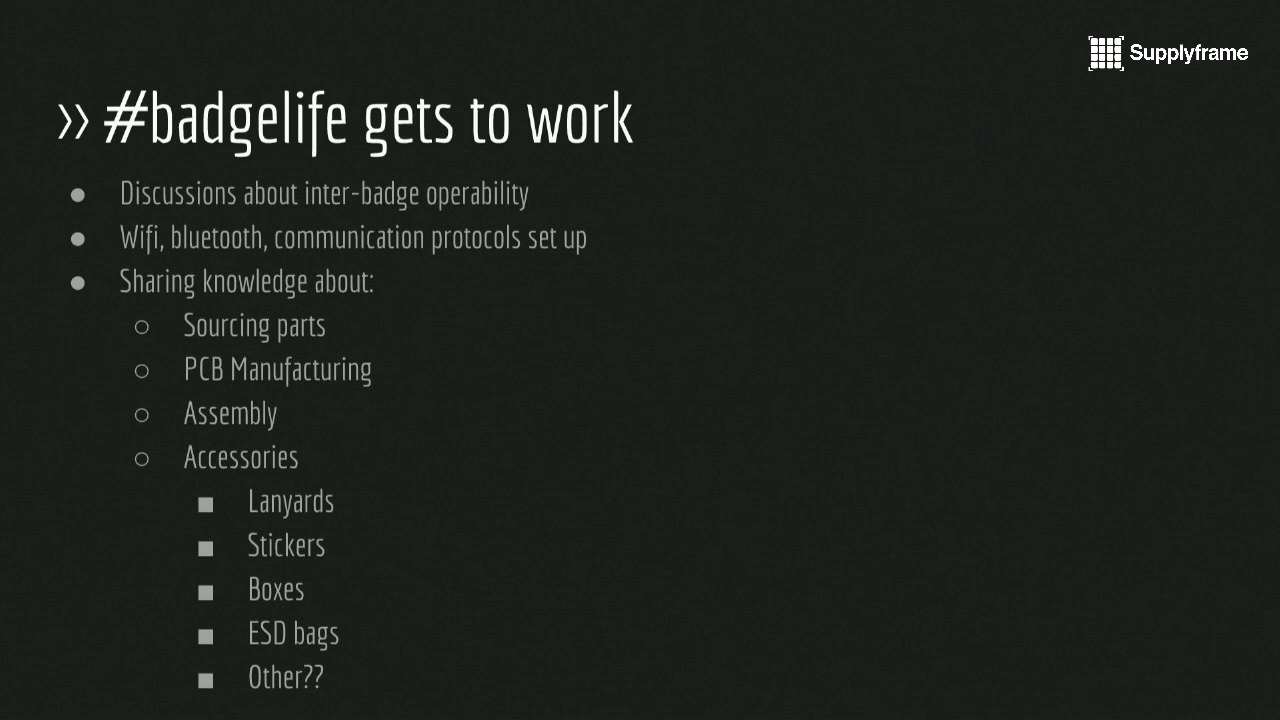 Supplyframe
» #badgelife gets to work
● Discussions about inter-badge operability
● Wifi, bluetooth, communication protocols set up
● Sharing knowledge about:
○ Sourcing parts
○ PCB Manufacturing
○ Assembly
○ Accessories
■ Lanyards
■ Stickers
■ Boxes
■ ESD bags
■ Other??